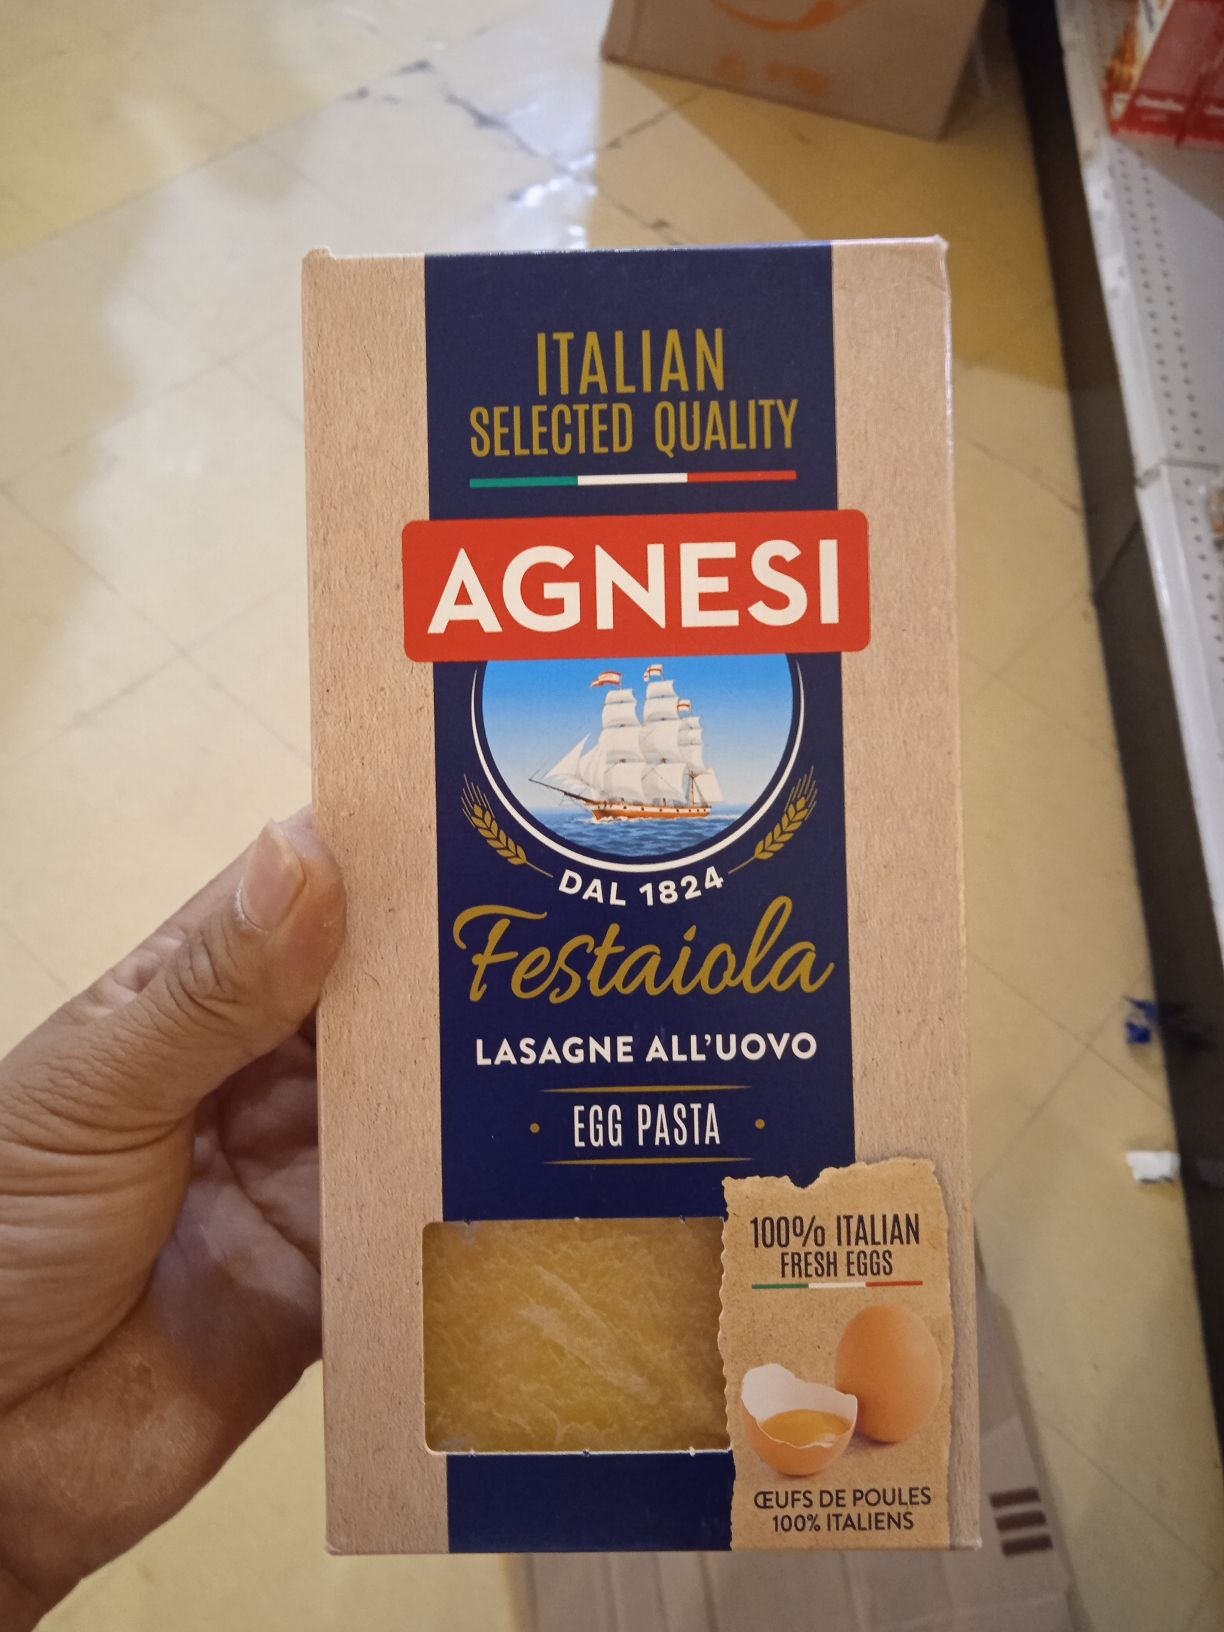 ITALIAN
SELECTED QUALITY
AGNESI
DAL 1824
Festaiola
LASAGNE ALL'UOVO
EGG PASTA
100% ITALIAN
FRESH EGGS
ŒUFS DE POULES
100% ITALIENS